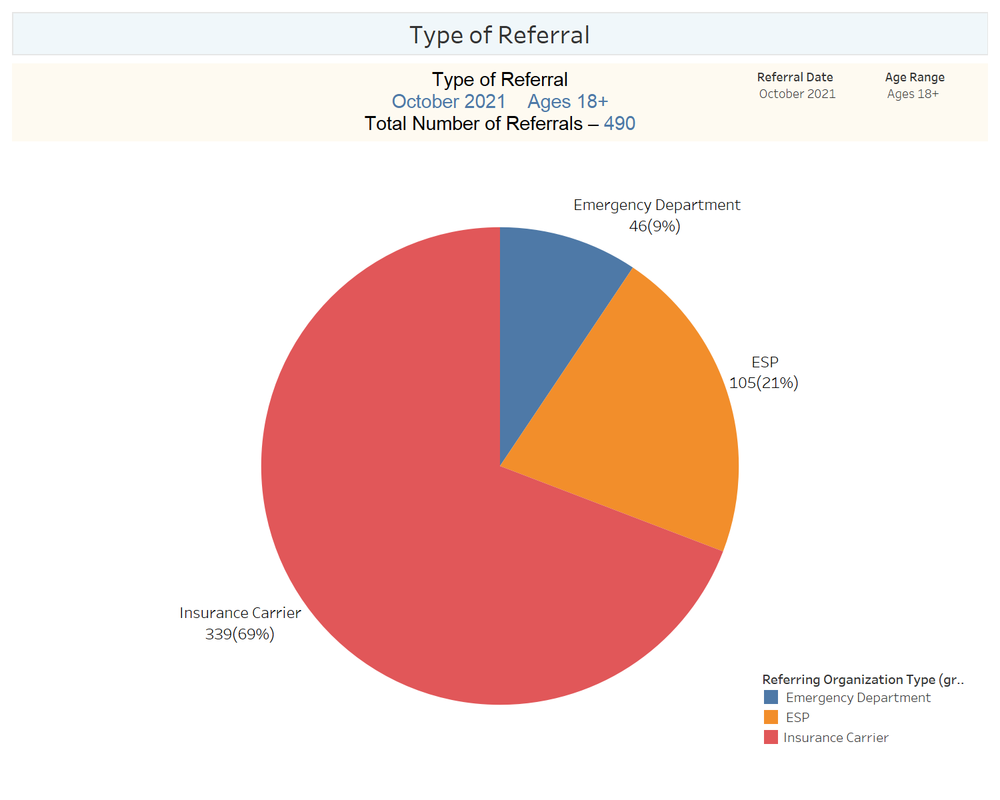 Type of Referral
Type of Referral
October 2021 Ages 18+
Total Number of Referrals – 490
Referral Date
October 2021
Age Range
Ages 18+
Emergency Department
46(9%)
ESP
105(21%)
Insurance Carrier
339(69%)
Referring Organization Type (gr..
Emergency Department
ESP
Insurance Carrier